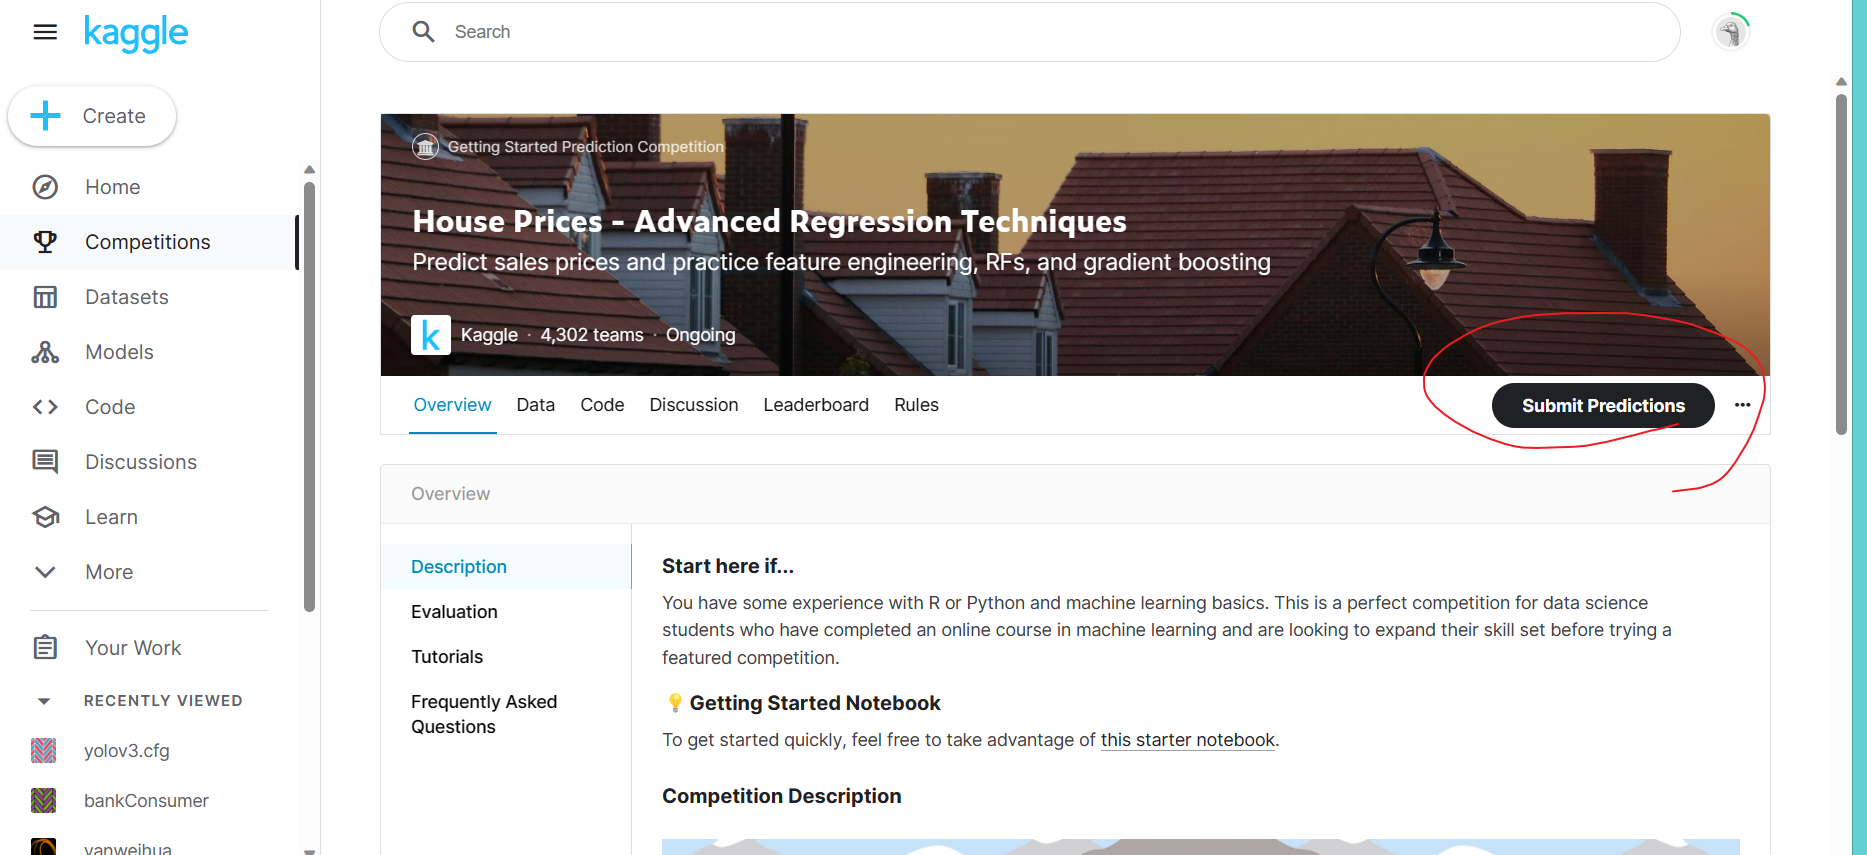 kaggle
Search
Create
Home
Competitions
Datasets
Models
Code
Discussions
Learn
More
Your Work
RECENTLY VIEWED
yolov3.cfg
bankConsumer
vanweihua
Getting Started Prediction Competition
House Prices - Advanced Regression Techniques
Predict sales prices and practice feature engineering, RFs, and gradient boosting
k Kaggle · 4,302 teams · Ongoing
Overview Data Code Discussion Leaderboard Rules Submit Predictions ...
Overview
Description
Evaluation
Tutorials
Frequently Asked
Questions
Start here if...
You have some experience with R or Python and machine learning basics. This is a perfect competition for data science
students who have completed an online course in machine learning and are looking to expand their skill set before trying a
featured competition.
💡 Getting Started Notebook
To get started quickly, feel free to take advantage of this starter notebook.
Competition Description